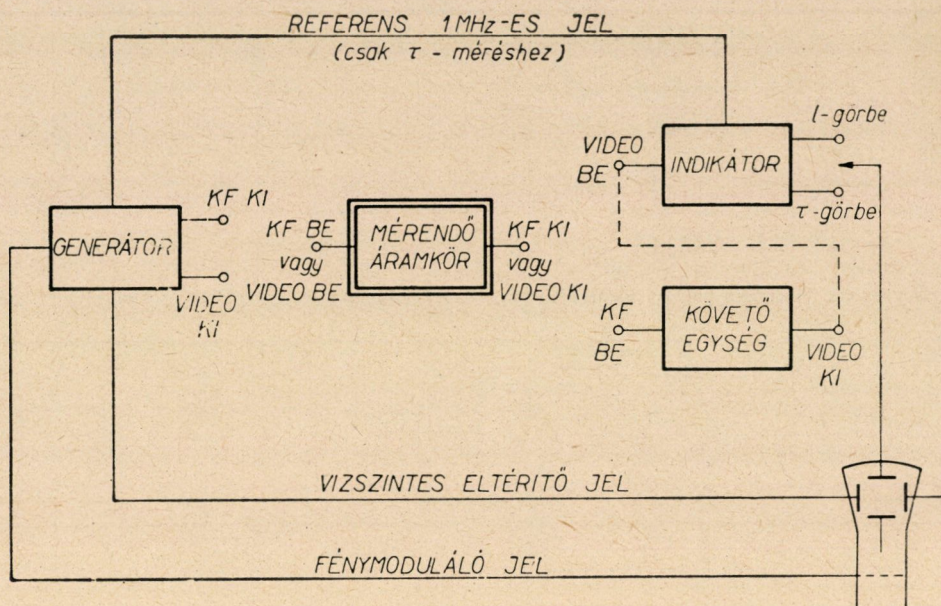 REFERENS 1MHz-ES JEL
(csak τ - méréshez)
l-görbe
VIDEO
BE
INDIKÁTOR
τ-görbe
KF KI
GENERÁTOR
VIDEO
KI
KF BE
vagy
VIDEO BE
MÉRENDŐ
ÁRAMKÖR
KF KI
vagy
VIDEO KI
KF
BE
KÖVETŐ
EGYSÉG
VIDEO
KI
VIZSZINTES ELTÉRITŐ JEL
FÉNYMODULÁLÓ JEL